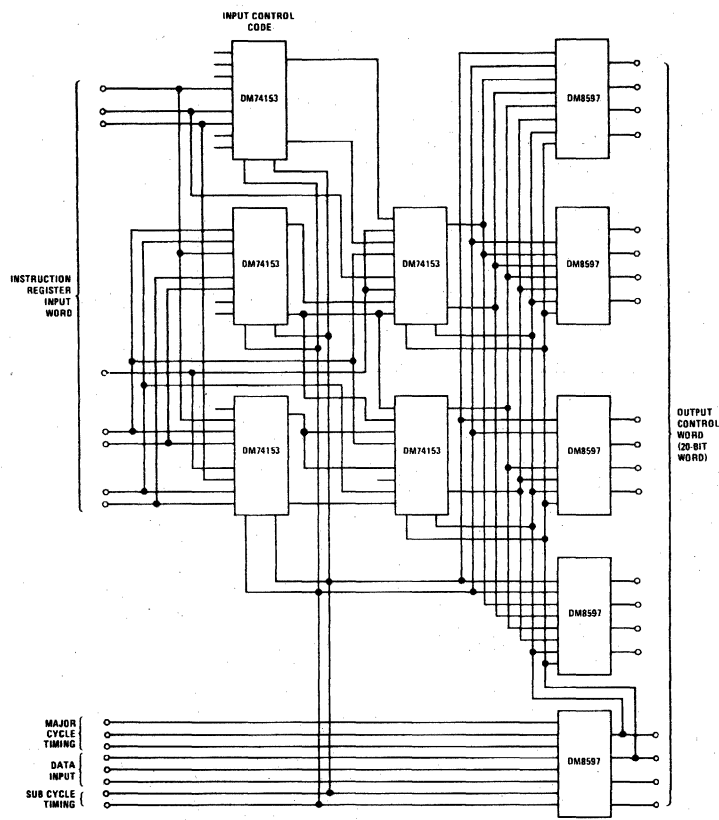 INPUT CONTROL
CODE
DM74153
DM8597
DM74153
DM74153
DM8597
INSTRUCTION
REGISTER
INPUT
WORD
DM74153
DM74153
DM8597
OUTPUT
CONTROL
WORD
(20-BIT
WORD)
DM8597
MAJOR
CYCLE
TIMING
DATA
INPUT
SUB CYCLE
TIMING
DM8597